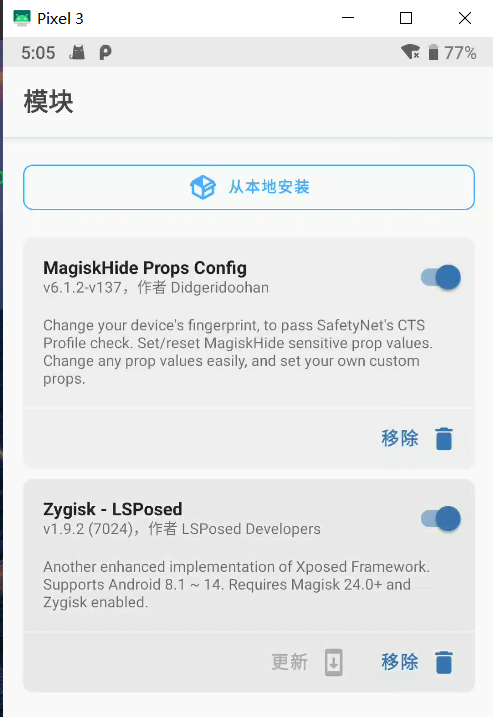 Pixel 3
5:05
77%
模块
从本地安装
MagiskHide Props Config
v6.1.2-v137，作者 Didgeridoohan
Change your device's fingerprint, to pass SafetyNet's CTS
Profile check. Set/reset MagiskHide sensitive prop values.
Change any prop values easily, and set your own custom
props.
移除
Zygisk - LSPosed
v1.9.2 (7024)，作者 LSPosed Developers
Another enhanced implementation of Xposed Framework.
Supports Android 8.1 ~ 14. Requires Magisk 24.0+ and
Zygisk enabled.
更新 移除